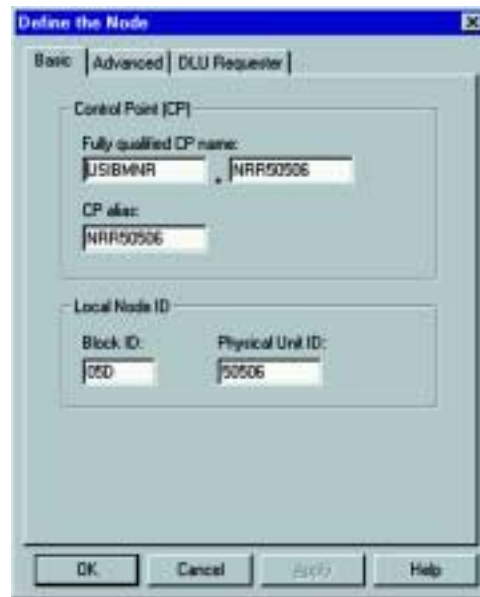 Define the Node
Basic Advanced DLU Requester
Control Point (CP)
Fully qualified CP name:
USIBMNR . NRR50506
CP alias:
NRR50506
Local Node ID
Block ID: Physical Unit ID:
05D 50506
OK Cancel Apply Help